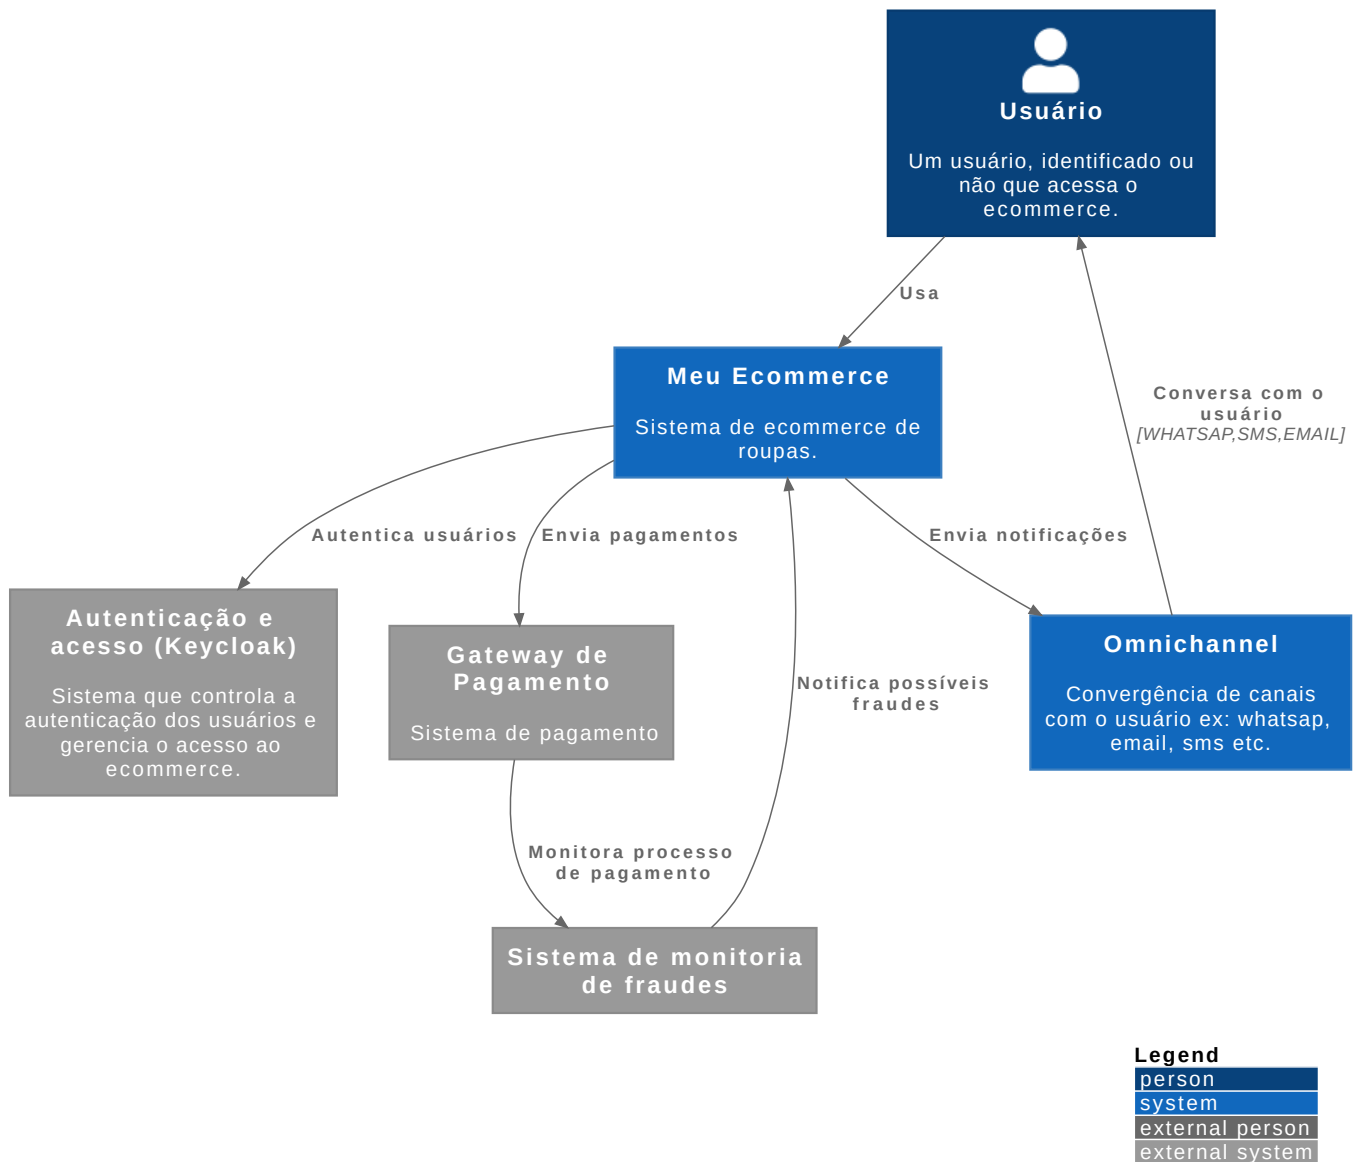 Usuário
Um usuário, identificado ou
não que acessa o
ecommerce.
Usa
Meu Ecommerce
Sistema de ecommerce de
roupas.
Conversa com o
usuário
[WHATSAP,SMS,EMAIL]
Autentica usuários
Envia pagamentos
Envia notificações
Autenticação e
acesso (Keycloak)
Sistema que controla a
autenticação dos usuários e
gerencia o acesso ao
ecommerce.
Gateway de
Pagamento
Sistema de pagamento
Notifica possíveis
fraudes
Omnichannel
Convergência de canais
com o usuário ex: whatsap,
email, sms etc.
Monitora processo
de pagamento
Sistema de monitoria
de fraudes
Legend
person
system
external person
external system